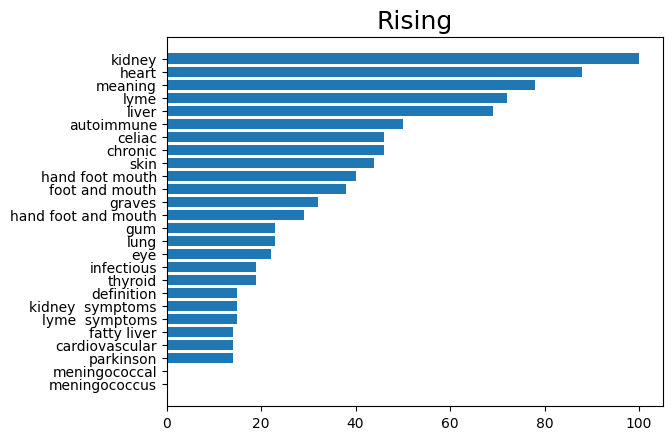 Rising
kidney
heart
meaning
lyme
liver
autoimmune
celiac
chronic
skin
hand foot mouth
foot and mouth
graves
hand foot and mouth
gum
lung
eye
infectious
thyroid
definition
kidney  symptoms
lyme  symptoms
fatty liver
cardiovascular
parkinson
meningococcal
meningococcus
0 20 40 60 80 100